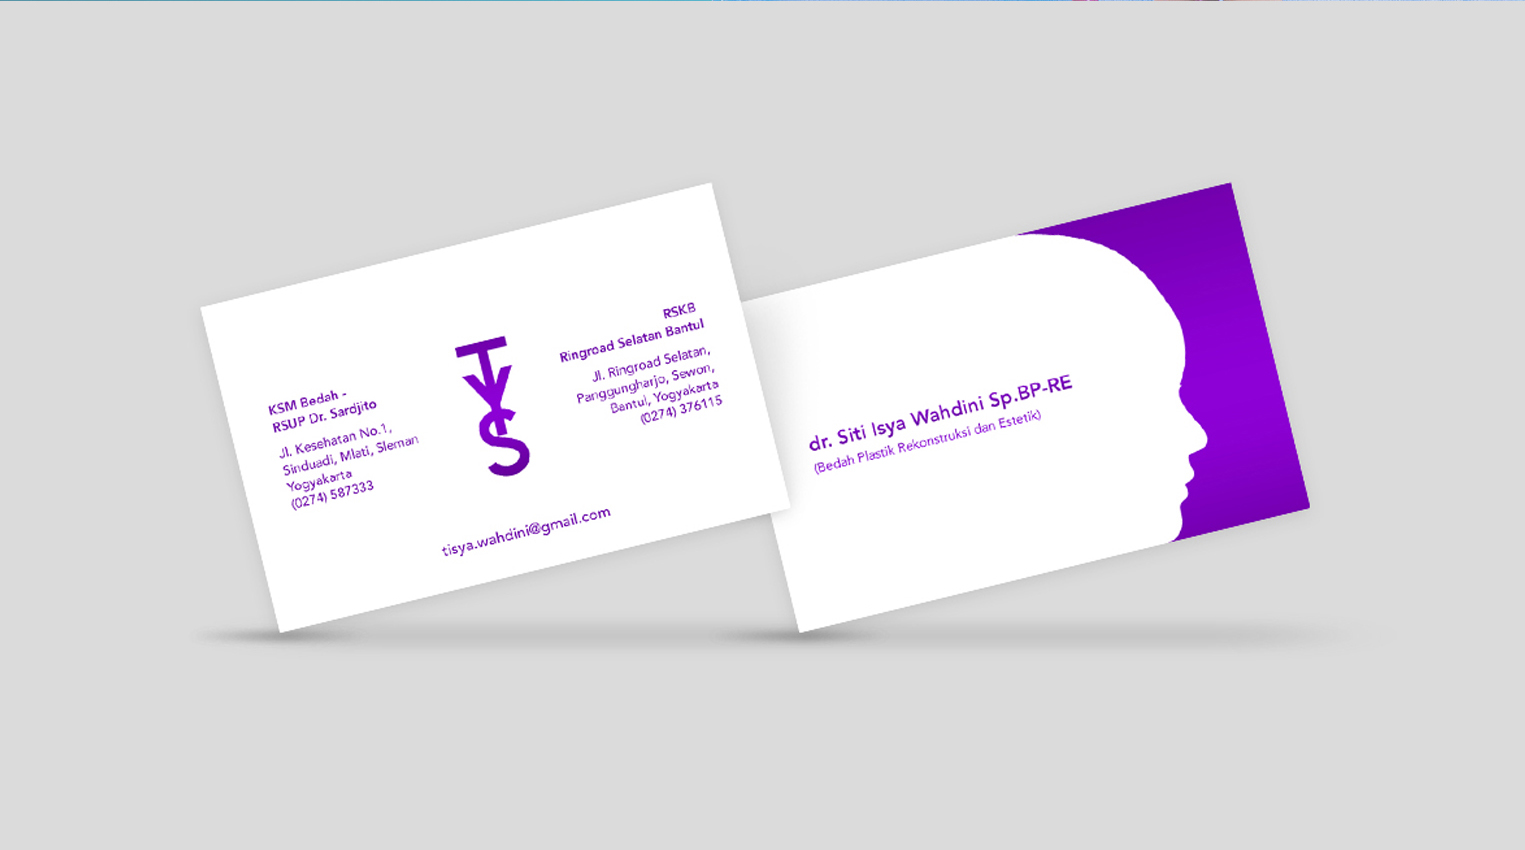 KSM Bedah -
RSUP Dr. Sardjito
Jl. Kesehatan No.1,
Sinduadi, Mlati, Sleman
Yogyakarta
(0274) 587333
TYS
RSKB
Ringroad Selatan Bantul
Jl. Ringroad Selatan,
Panggungharjo, Sewon,
Bantul, Yogyakarta
(0274) 376115
tisya.wahdini@gmail.com
dr. Siti Isya Wahdini Sp.BP-RE
(Bedah Plastik Rekonstruksi dan Estetik)